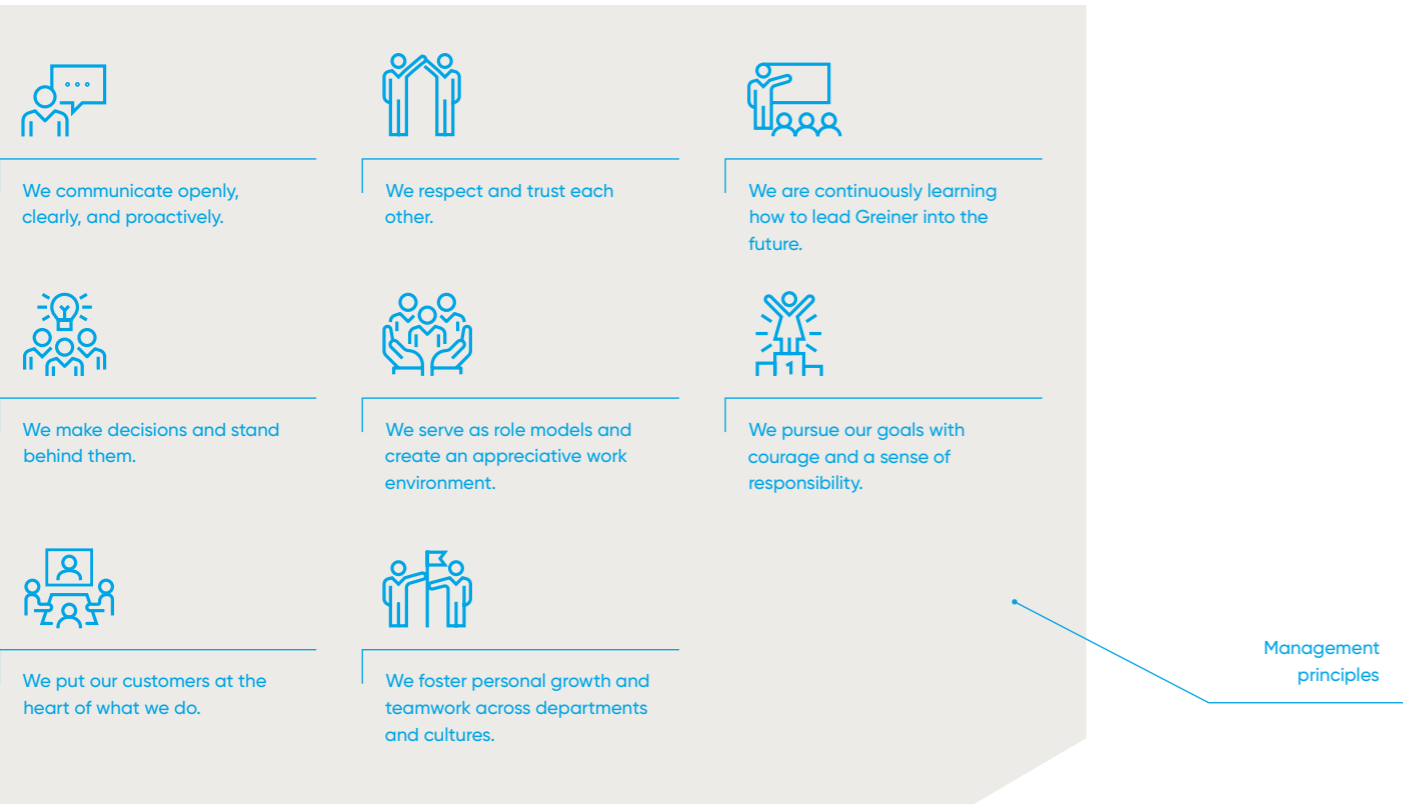 We communicate openly,
clearly, and proactively.
We respect and trust each
other.
We are continuously learning
how to lead Greiner into the
future.
We make decisions and stand
behind them.
We serve as role models and
create an appreciative work
environment.
1
We pursue our goals with
courage and a sense of
responsibility.
We put our customers at the
heart of what we do.
We foster personal growth and
teamwork across departments
and cultures.
Management
principles